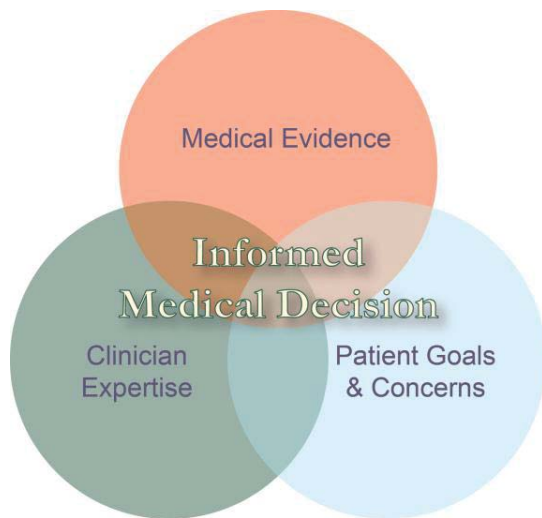 Medical Evidence
Informed
Medical Decision
Clinician
Expertise
Patient Goals
& Concerns